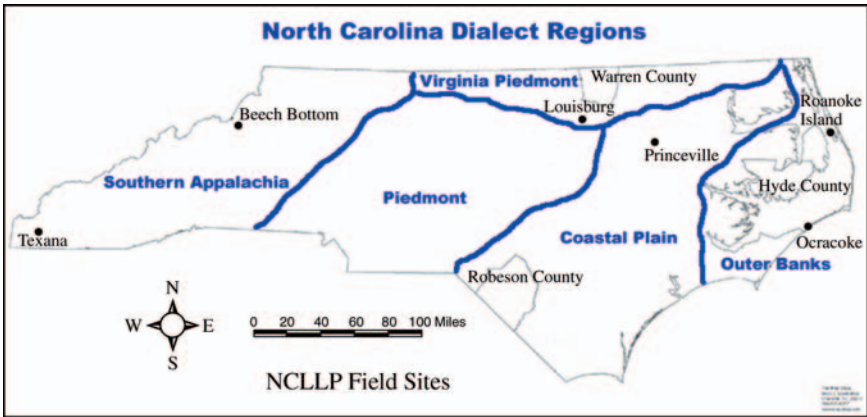 North Carolina Dialect Regions
Virginia Piedmont
Warren County
Beech Bottom
Louisburg
Roanoke
Island
Princeville
Southern Appalachia
Piedmont
Hyde County
Texana
Coastal Plain
Ocracoke
Outer Banks
Robeson County
N
W E
S
0 20 40 60 80 100 Miles
NCLLP Field Sites